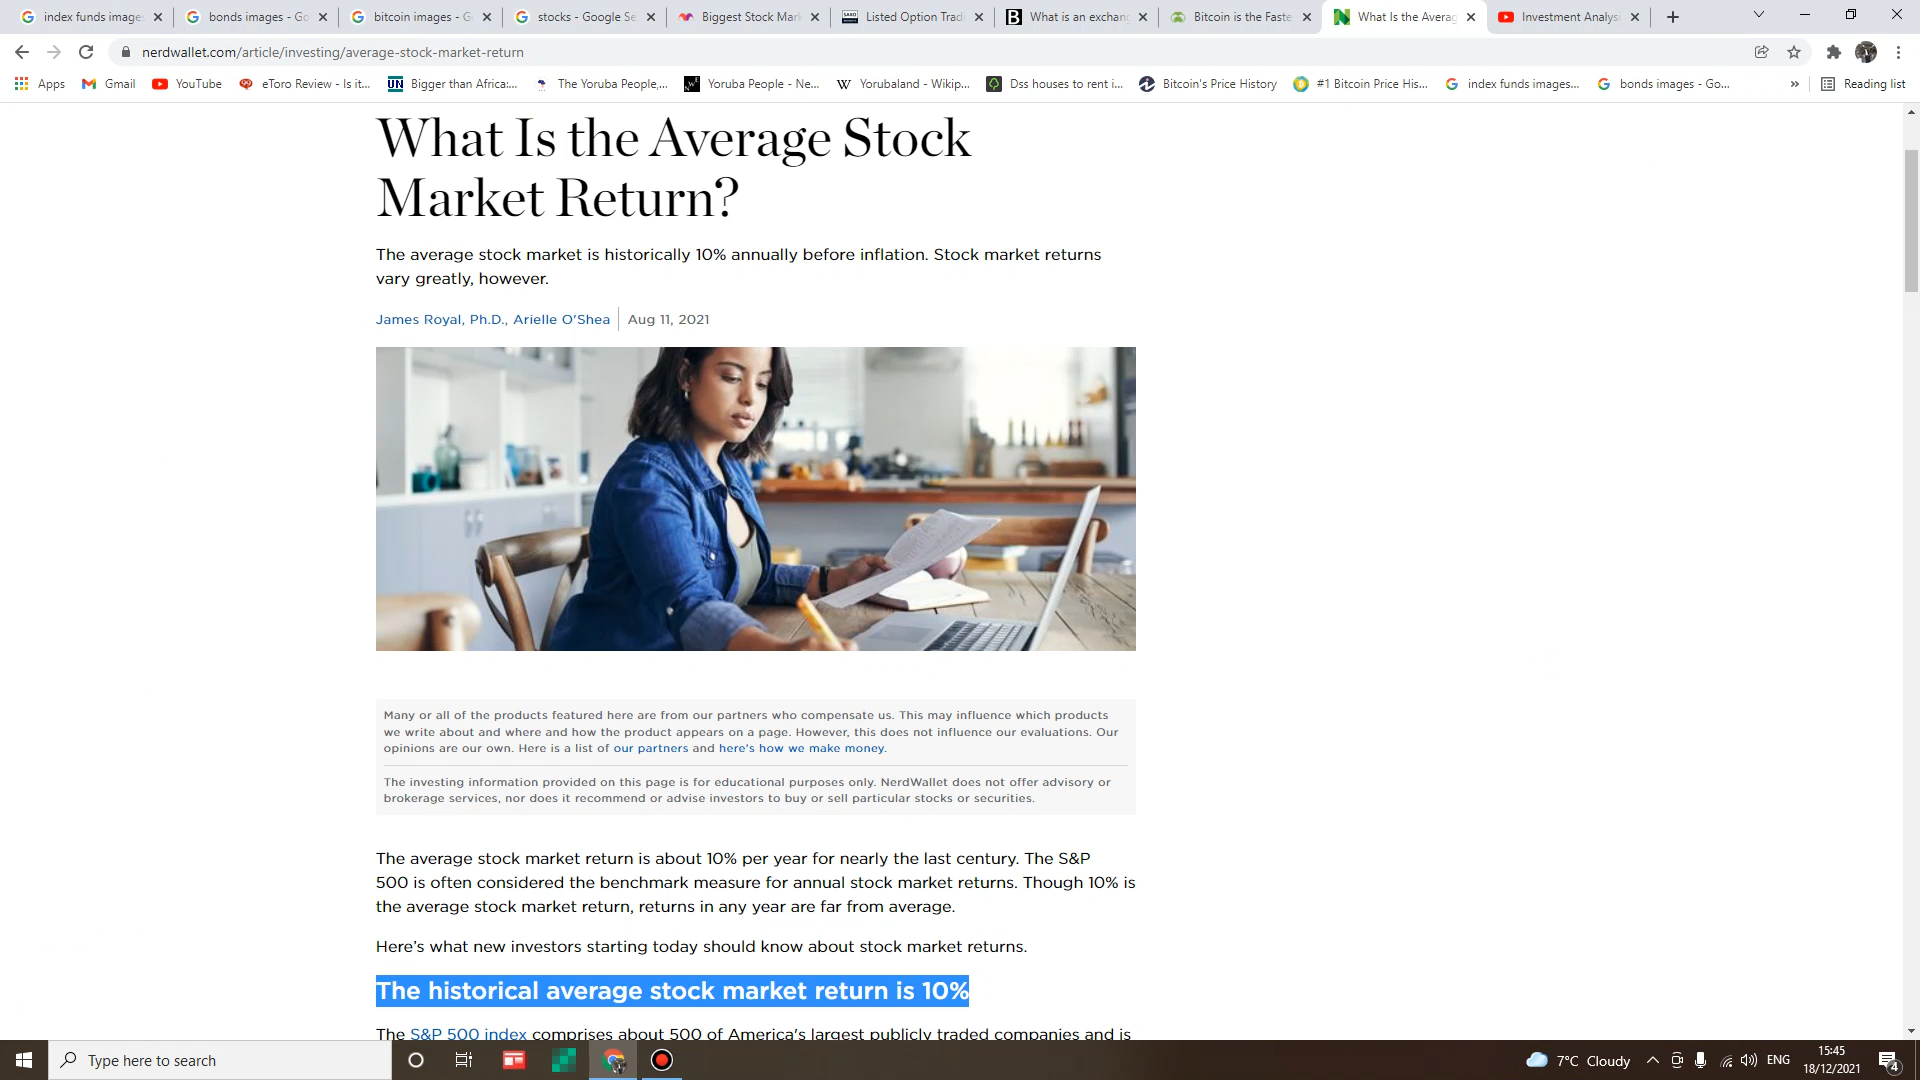 index funds images
bonds images - Go
bitcoin images - G
stocks - Google Se
Biggest Stock Mark
Listed Option Tradi
What is an exchan
Bitcoin is the Faste
What Is the Averag
Investment Analysi
nerdwallet.com/article/investing/average-stock-market-return
Apps
Gmail
YouTube
eToro Review - Is it...
UN
Bigger than Africa:...
The Yoruba People,...
Yoruba People - Ne...
Yorubaland - Wikip...
Dss houses to rent i...
Bitcoin's Price History
#1 Bitcoin Price His...
index funds images...
bonds images - Go...
»
Reading list
What Is the Average Stock
Market Return?
The average stock market is historically 10% annually before inflation. Stock market returns
vary greatly, however.
James Royal, Ph.D., Arielle O'Shea Aug 11, 2021
Many or all of the products featured here are from our partners who compensate us. This may influence which products
we write about and where and how the product appears on a page. However, this does not influence our evaluations. Our
opinions are our own. Here is a list of our partners and here's how we make money.
The investing information provided on this page is for educational purposes only. NerdWallet does not offer advisory or
brokerage services, nor does it recommend or advise investors to buy or sell particular stocks or securities.
The average stock market return is about 10% per year for nearly the last century. The S&P
500 is often considered the benchmark measure for annual stock market returns. Though 10% is
the average stock market return, returns in any year are far from average.
Here's what new investors starting today should know about stock market returns.
The historical average stock market return is 10%
The S&P 500 index comprises about 500 of America's largest publicly traded companies and is
Type here to search
7°C Cloudy
ENG
15:45
18/12/2021
4